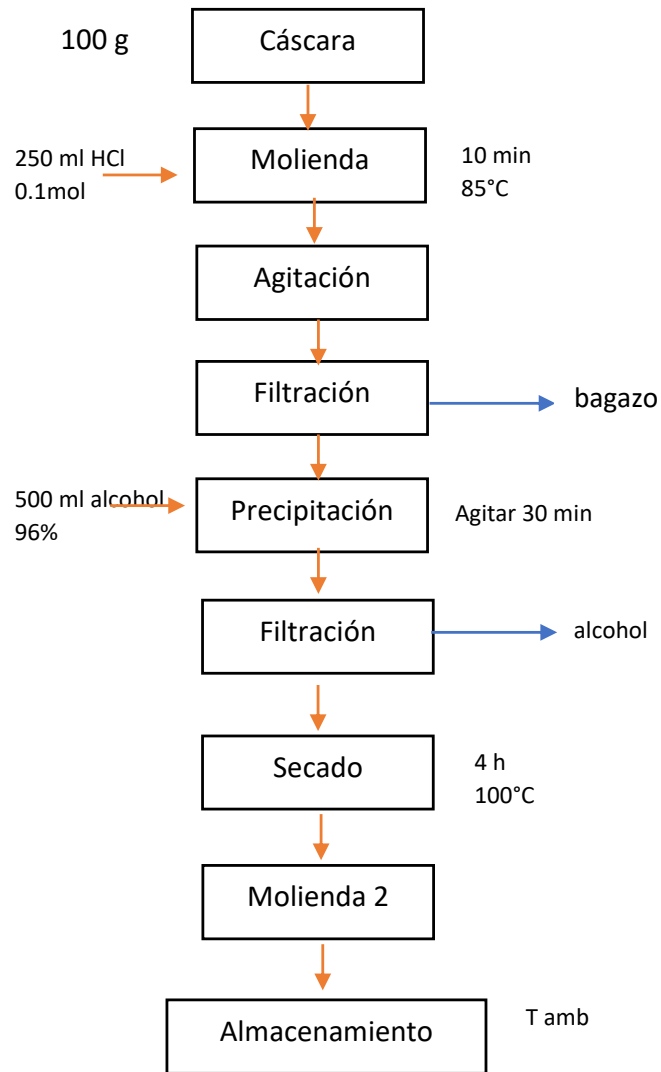 100 g
Cáscara
250 ml HCl
0.1mol
Molienda
10 min
85°C
Agitación
Filtración
bagazo
500 ml alcohol
96%
Precipitación
Agitar 30 min
Filtración
alcohol
Secado
4 h
100°C
Molienda 2
Almacenamiento
T amb